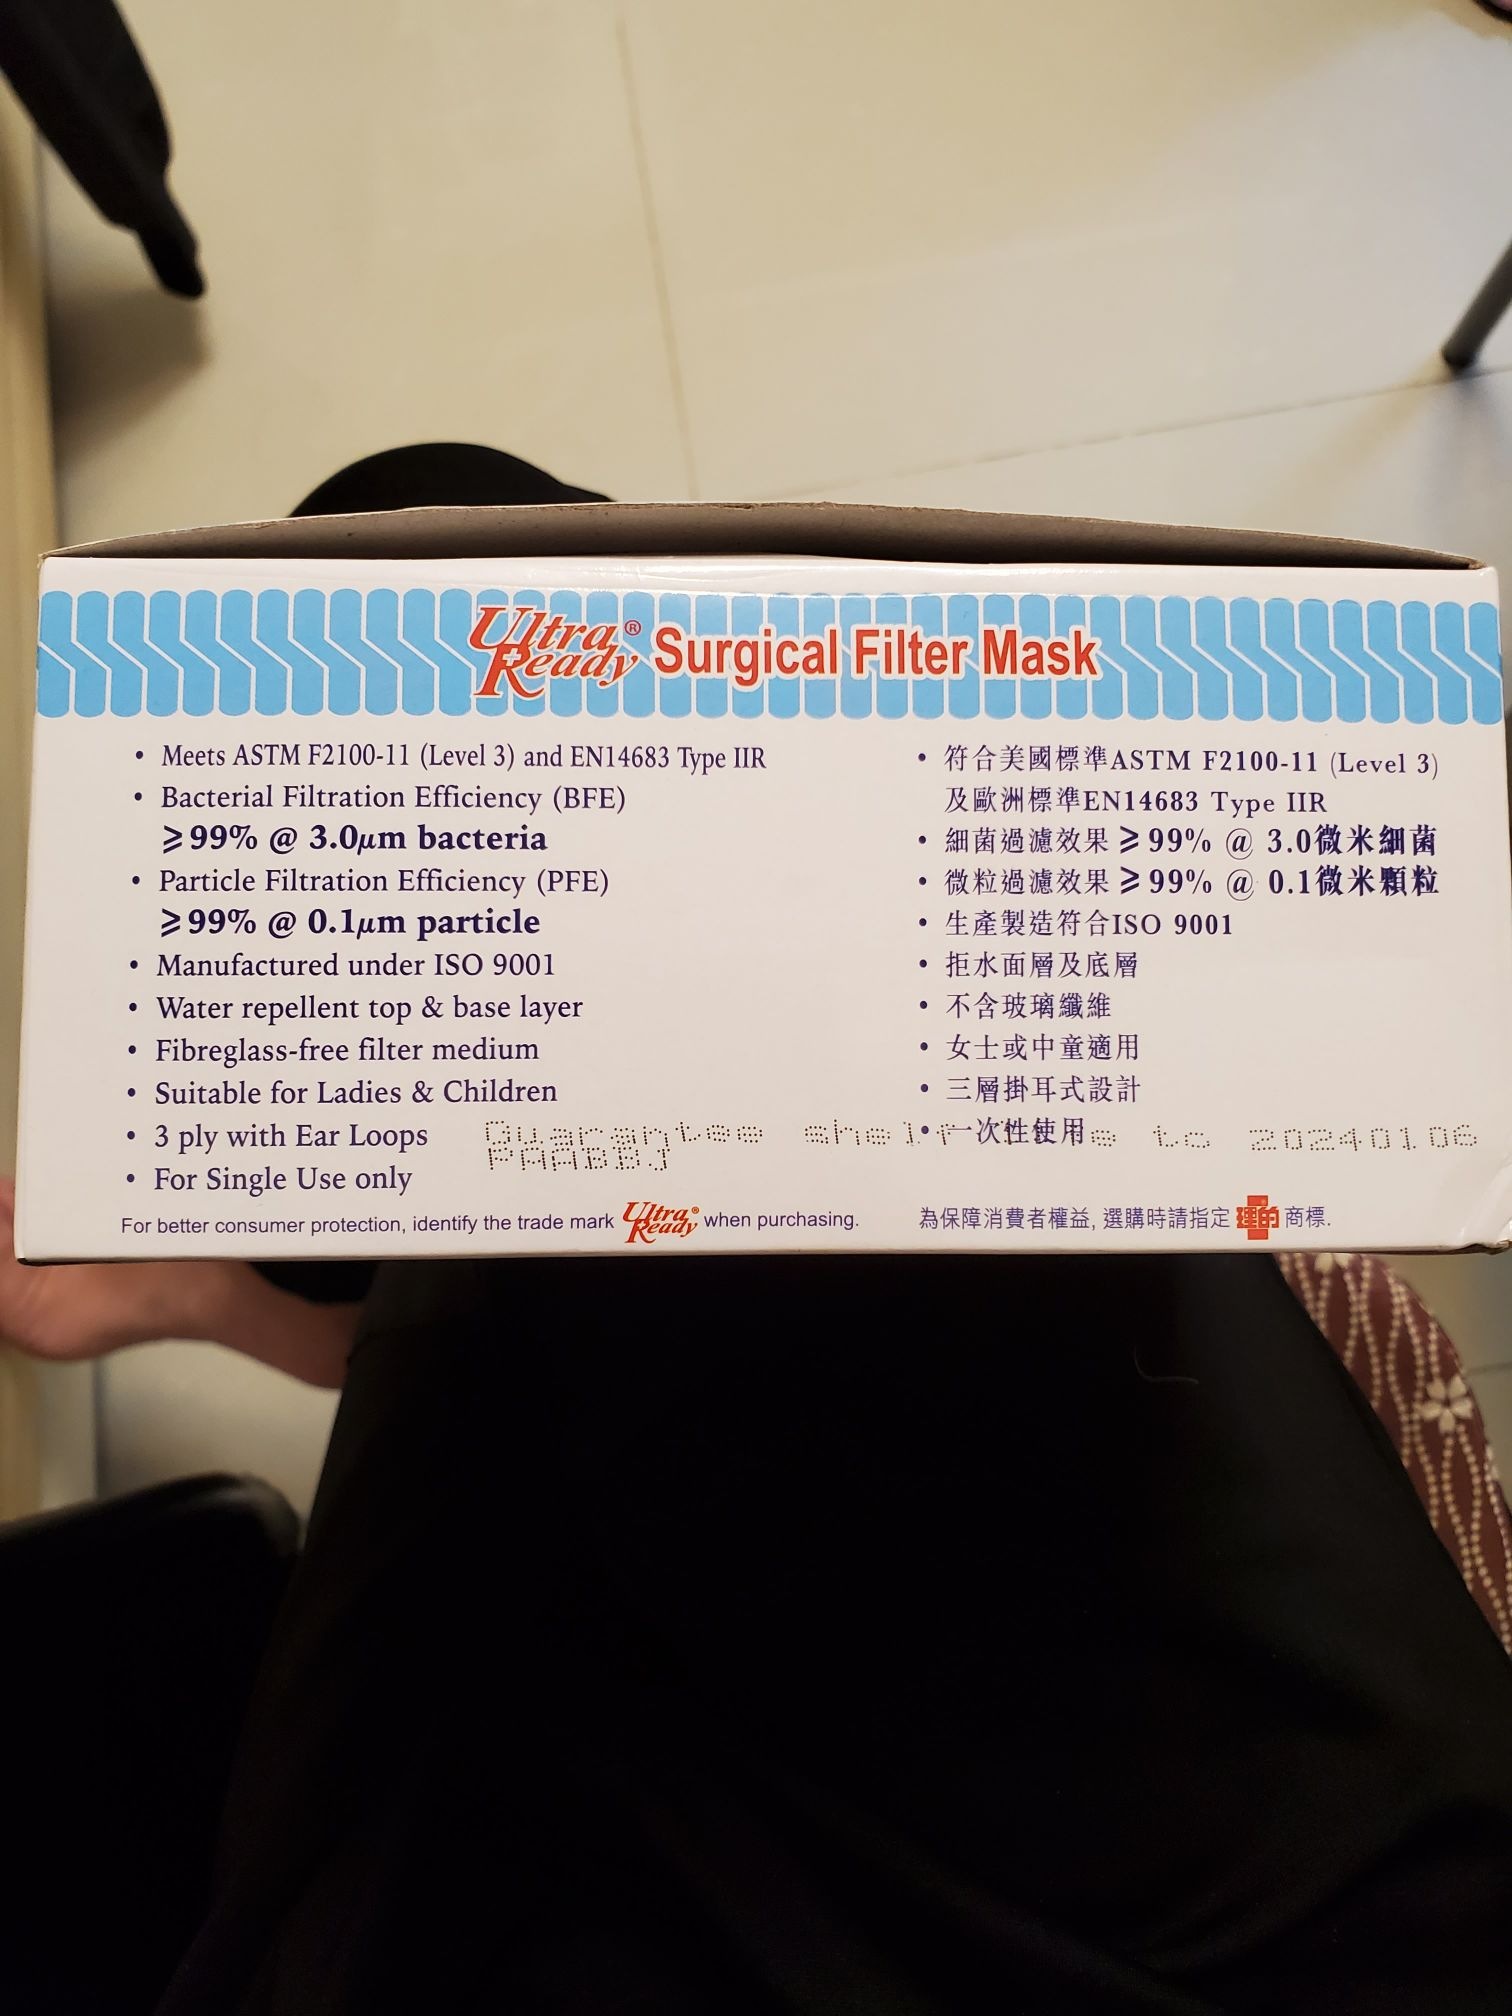 Ultra Ready® Surgical Filter Mask
• Meets ASTM F2100-11 (Level 3) and EN14683 Type IIR
• Bacterial Filtration Efficiency (BFE)
⩾99% @ 3.0μm bacteria
• Particle Filtration Efficiency (PFE)
⩾99% @ 0.1μm particle
• Manufactured under ISO 9001
• Water repellent top & base layer
• Fibreglass-free filter medium
• Suitable for Ladies & Children
• 3 ply with Ear Loops
• For Single Use only
• 符合美國標準ASTM F2100-11 (Level 3)
及歐洲標準EN14683 Type IIR
• 細菌過濾效果⩾99% @ 3.0微米細菌
• 微粒過濾效果⩾99% @ 0.1微米顆粒
• 生產製造符合ISO 9001
• 拒水面層及底層
• 不含玻璃纖維
• 女士或中童適用
• 三層掛耳式設計
• 一次性使用
Guarantee shelf life to 20240106
PAABBJ
For better consumer protection, identify the trade mark Ultra Ready® when purchasing.
為保障消費者權益, 選購時請指定 理的 商標.